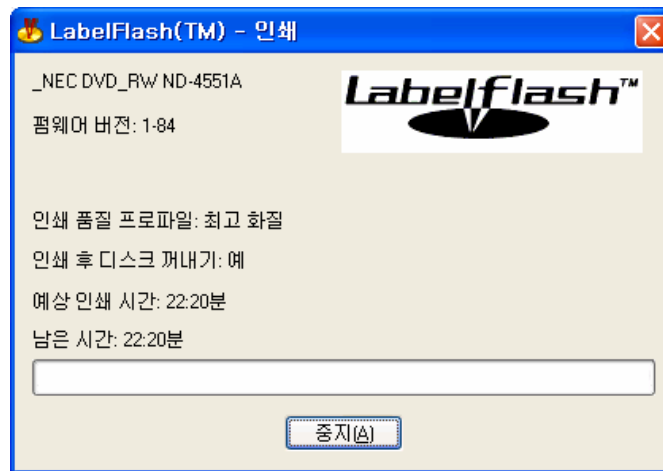 LabelFlash(TM) - 인쇄
_NEC DVD_RW ND-4551A
Labelflash™
펌웨어 버전: 1-84
인쇄 품질 프로파일: 최고 화질
인쇄 후 디스크 꺼내기: 예
예상 인쇄 시간: 22:20분
남은 시간: 22:20분
중지(A)